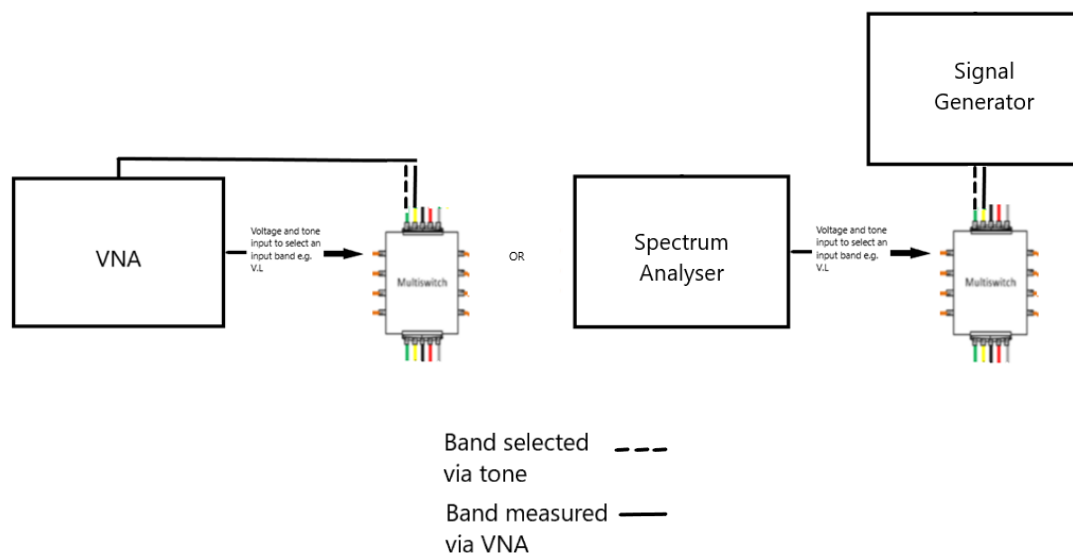 Signal
Generator
VNA
Voltage and tone
input to select an
input band e.g.
V.L
Multiswitch
OR
Spectrum
Analyser
Voltage and tone
input to select an
input band e.g.
V.L
Multiswitch
Band selected
via tone
Band measured
via VNA